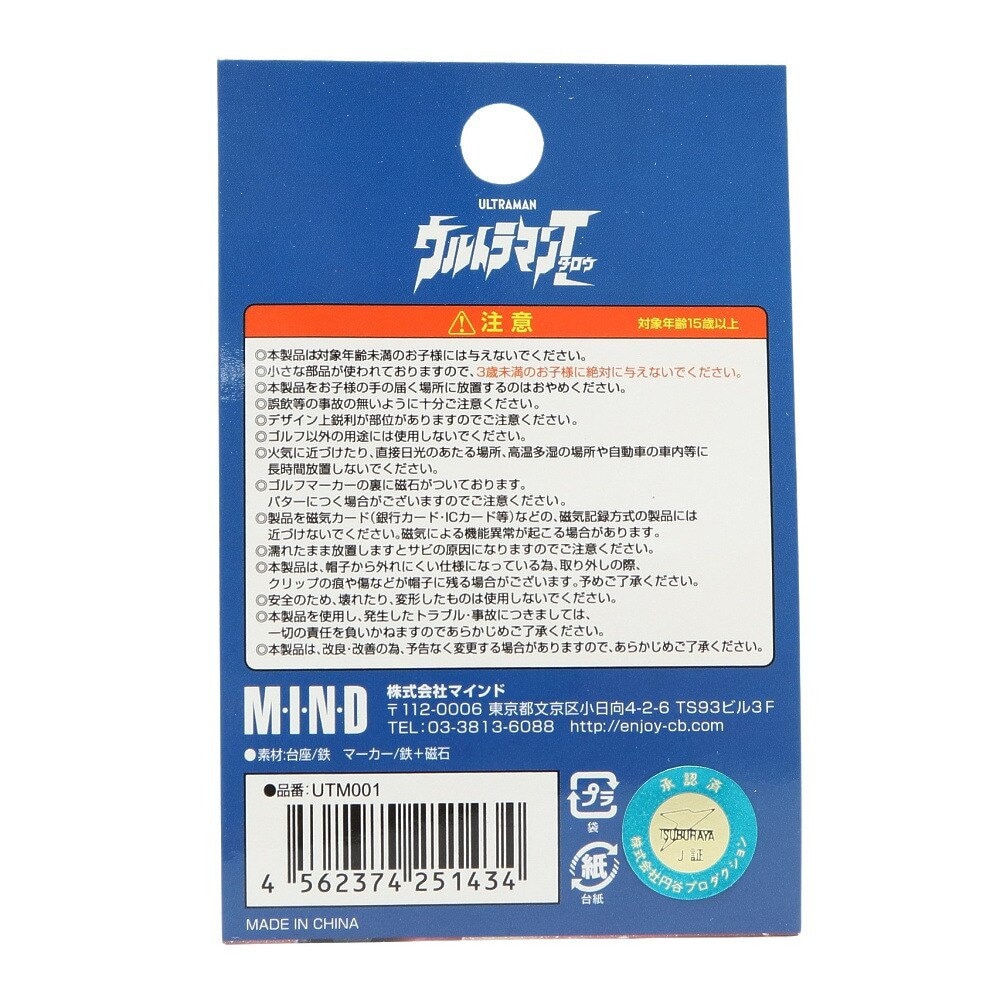 ULTRAMAN
ウルトラマンT
タロウ
注意 対象年齢15歳以上
◎本製品は対象年齢未満のお子様には与えないでください。
◎小さな部品が使われておりますので、3歳未満のお子様に絶対に与えないでください。
◎本製品をお子様の手の届く場所に放置するのはおやめください。
◎誤飲等の事故の無いように十分ご注意ください。
◎デザイン上鋭利が部位がありますのでご注意ください。
◎ゴルフ以外の用途には使用しないでください。
◎火気に近づけたり、直接日光のあたる場所、高温多湿の場所や自動車の車内等に
長時間放置しないでください。
◎ゴルフマーカーの裏に磁石がついております。
パターにつく場合がございますのでご注意ください。
◎製品を磁気カード(銀行カード・ICカード等)などの、磁気記録方式の製品には
近づけないでください。磁気による機能異常が起こる場合があります。
◎濡れたまま放置しますとサビの原因になりますのでご注意ください。
◎本製品は、帽子から外れにくい仕様になっている為、取り外しの際、
クリップの痕や傷などが帽子に残る場合がございます。予めご了承ください。
◎安全のため、壊れたり、変形したものは使用しないでください。
◎本製品を使用し、発生したトラブル・事故につきましては、
一切の責任を負いかねますのであらかじめご了承ください。
◎本製品は、改良・改善の為、予告なく変更する場合がありますので、あらかじめご了承ください。
M・I・N・D
株式会社マインド
〒112-0006 東京都文京区小日向4-2-6 TS93ビル3F
TEL:03-3813-6088 http://enjoy-cb.com
●素材:台座/鉄 マーカー/鉄+磁石
●品番:UTM001
4 562374 251434
プラ
袋
紙
台紙
承認済
TSUBURAYA
J 証
株式会社円谷プロダクション
MADE IN CHINA